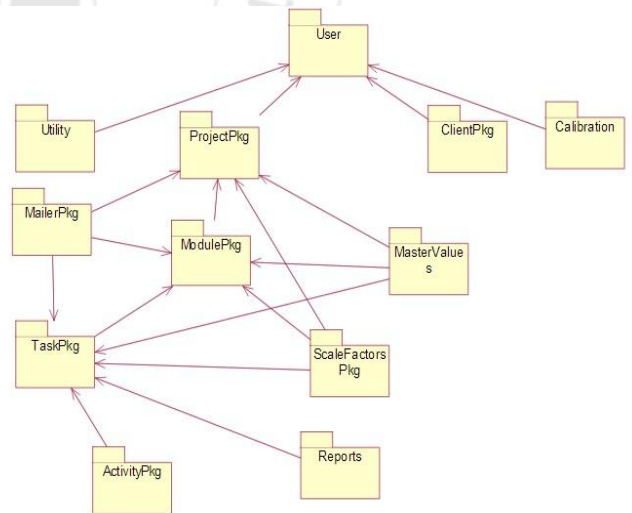 User
Utility
ProjectPkg
ClientPkg
Calibration
MailerPkg
ModulePkg
MasterValue
s
TaskPkg
ScaleFactors
Pkg
ActivityPkg
Reports